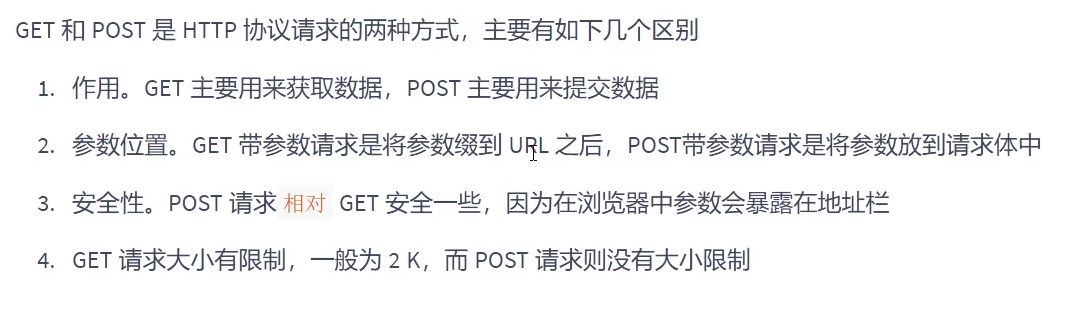 GET 和 POST 是 HTTP 协议请求的两种方式，主要有如下几个区别
1. 作用。GET 主要用来获取数据，POST 主要用来提交数据
2. 参数位置。GET 带参数请求是将参数缀到 URL 之后，POST带参数请求是将参数放到请求体中
3. 安全性。POST 请求 相对 GET 安全一些，因为在浏览器中参数会暴露在地址栏
4. GET 请求大小有限制，一般为 2 K，而 POST 请求则没有大小限制